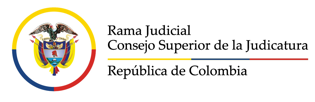 Rama Judicial
Consejo Superior de la Judicatura
República de Colombia